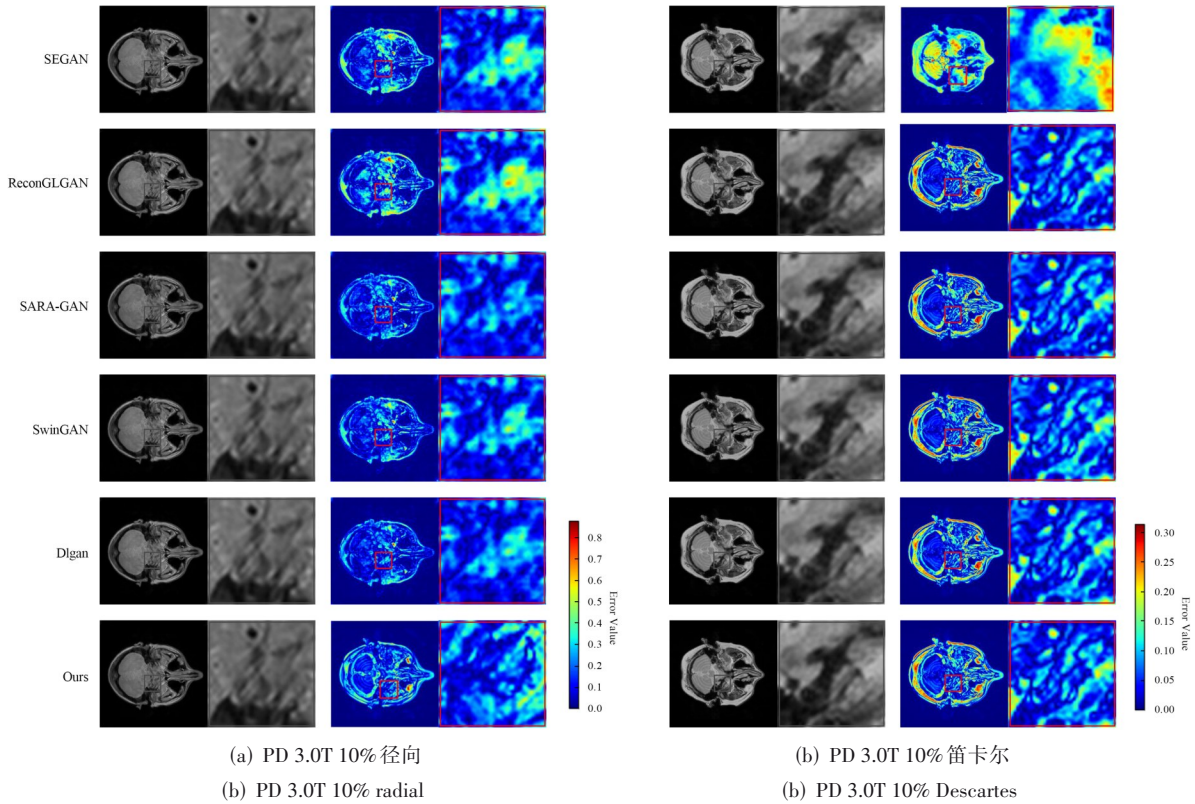 SEGAN
ReconGLGAN
SARA-GAN
SwinGAN
Dlgan
Ours
0.8
0.7
0.6
0.5
0.4
0.3
0.2
0.1
0.0
Error Value
0.30
0.25
0.20
0.15
0.10
0.05
0.00
Error Value
(a) PD 3.0T 10%径向
(b) PD 3.0T 10% radial
(b) PD 3.0T 10%笛卡尔
(b) PD 3.0T 10% Descartes